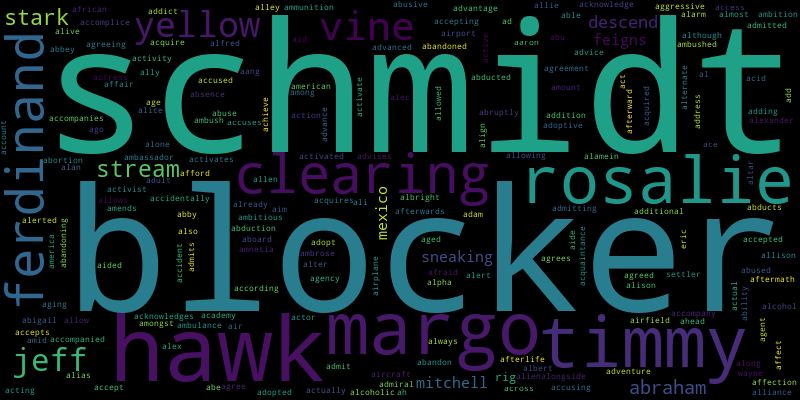 african
addict
alley
ammunition
abusive
advantage
ad
allie
able
acknowledge
access
stark
accomplice
yellow
vine
accepting
aggressive
alarm
almost
ambition
descend
although
admitted
alive
acquire
alfred
aid
advanced
abandoned
airport
active
aaron
abu
feigns
ambushed
abbey
agreeing
schmidt
activity
actress
affair
ally
accused
aang
american
among
activate
alec
allowed
abducted
agreement
advice
al
acid
add
age
alice
absence
abuse
ambush
accuses
achieve
action
advance
align
abruptly
amount
addition
adoptive
act
afterward
acquired
alternate
address
adding
alexander
accompanies
ago
account
alone
ace
ferdinand
abortion
alan
ambassador
activates
activated
advises
allowing
alamein
altar
stream
afford
clearing
rosalie
adult
allen
activist
allows
accidentally
already
ambitious
aim
acquires
ali
albright
afterwards
mexico
adam
admitting
additional
abducts
amends
abby
abduction
alerted
america
abandoning
also
admits
accident
aboard
amnesia
adopt
ambrose
alter
aged
sneaking
afraid
agrees
acquaintance
aide
eric
accepted
allison
blocker
aided
according
agency
airplane
alpha
alert
agreed
alison
settler
abused
aftermath
actual
ability
alcohol
aging
abigail
allow
acknowledges
academy
actor
hawk
margo
timmy
airfield
accompany
ahead
agent
affect
accepts
amid
accompanied
amongst
ambulance
air
alex
always
abandon
afterlife
albert
adventure
along
wayne
jeff
alias
admit
aircraft
alienalongside
acting
accept
abe
agree
adopted
actually
alcoholic
admiral
ah
mitchell
rig
across
accusing
abraham
affection
alliance